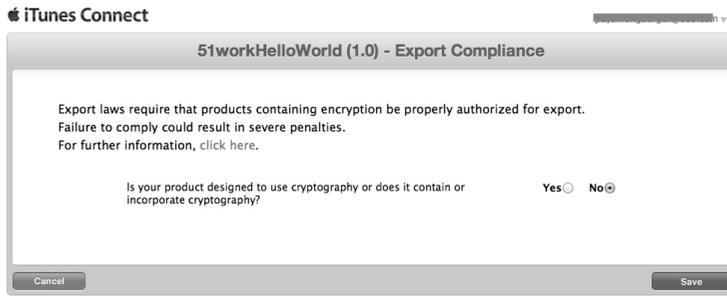 iTunes Connect
51workHelloWorld (1.0) - Export Compliance
Export laws require that products containing encryption be properly authorized for export.
Failure to comply could result in severe penalties.
For further information, click here.
Is your product designed to use cryptography or does it contain or
incorporate cryptography?
Yes No
Cancel Save